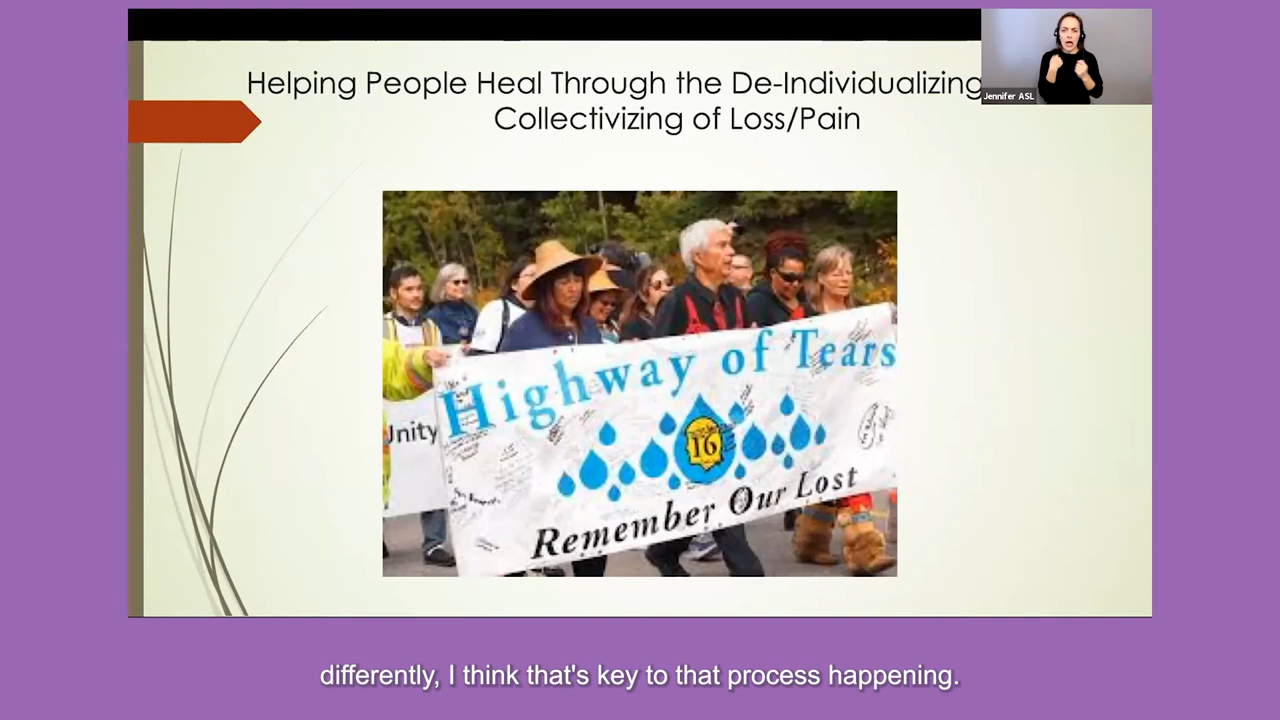 Helping People Heal Through the De-Individualizing
Collectivizing of Loss/Pain
Jennifer ASL
Highway of Tears
Unity
16
Remember Our Lost
differently, I think that's key to that process happening.